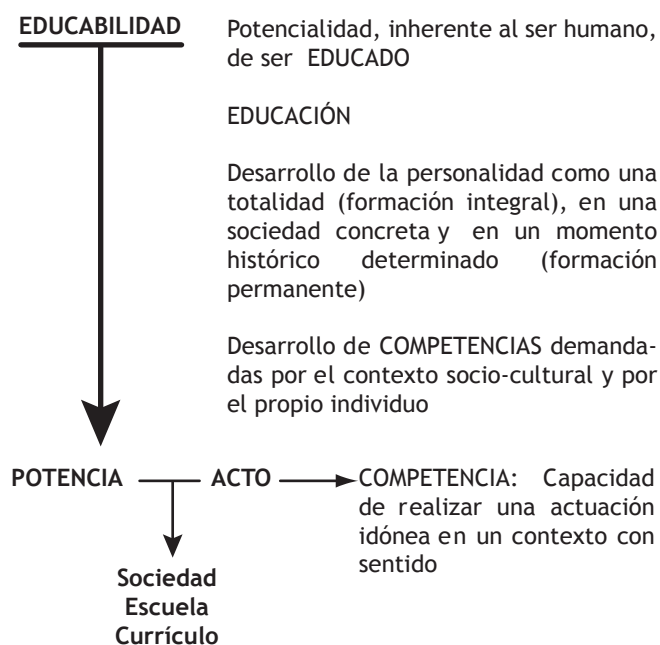 EDUCABILIDAD
Potencialidad, inherente al ser humano,
de ser EDUCADO
EDUCACIÓN
Desarrollo de la personalidad como una
totalidad (formación integral), en una
sociedad concreta y en un momento
histórico determinado (formación
permanente)
Desarrollo de COMPETENCIAS demanda-
das por el contexto socio-cultural y por
el propio individuo
POTENCIA
ACTO
COMPETENCIA: Capacidad
de realizar una actuación
idónea en un contexto con
sentido
Sociedad
Escuela
Currículo